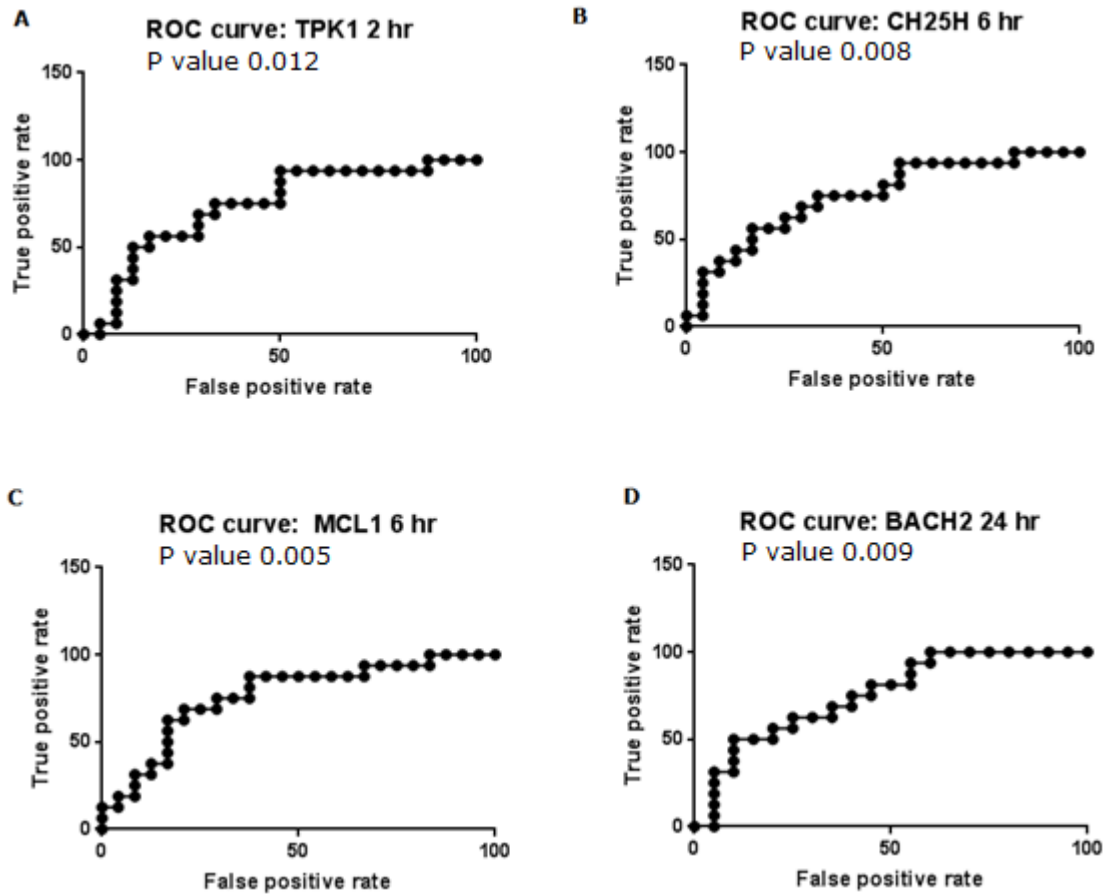 A
ROC curve: TPK1 2 hr
P value 0.012
150
100
50
0
True positive rate
0 50 100
False positive rate
B
ROC curve: CH25H 6 hr
P value 0.008
150
100
50
0
True positive rate
0 50 100
False positive rate
C
ROC curve: MCL1 6 hr
P value 0.005
150
100
50
0
True positive rate
0 50 100
False positive rate
D
ROC curve: BACH2 24 hr
P value 0.009
150
100
50
0
True positive rate
0 50 100
False positive rate